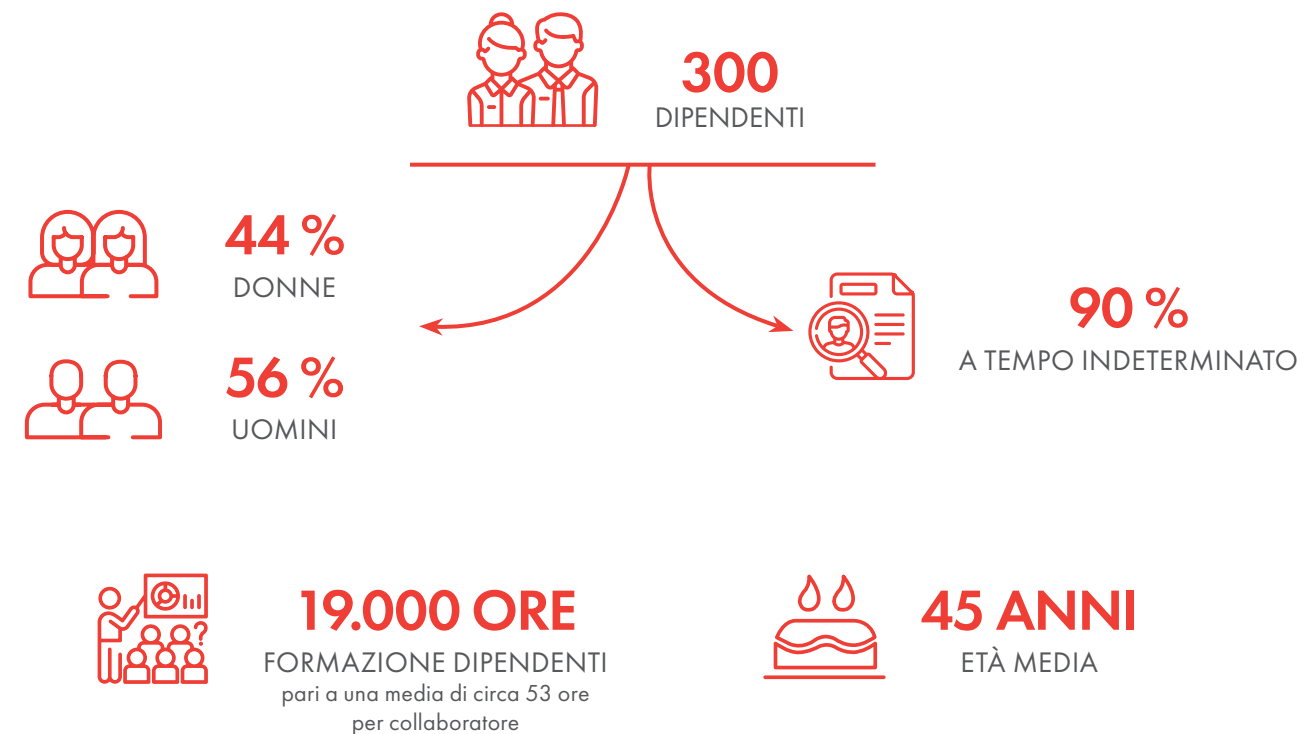 300
DIPENDENTI
44 %
DONNE
56 %
UOMINI
90 %
A TEMPO INDETERMINATO
19.000 ORE
FORMAZIONE DIPENDENTI
pari a una media di circa 53 ore
per collaboratore
?
45 ANNI
ETÀ MEDIA